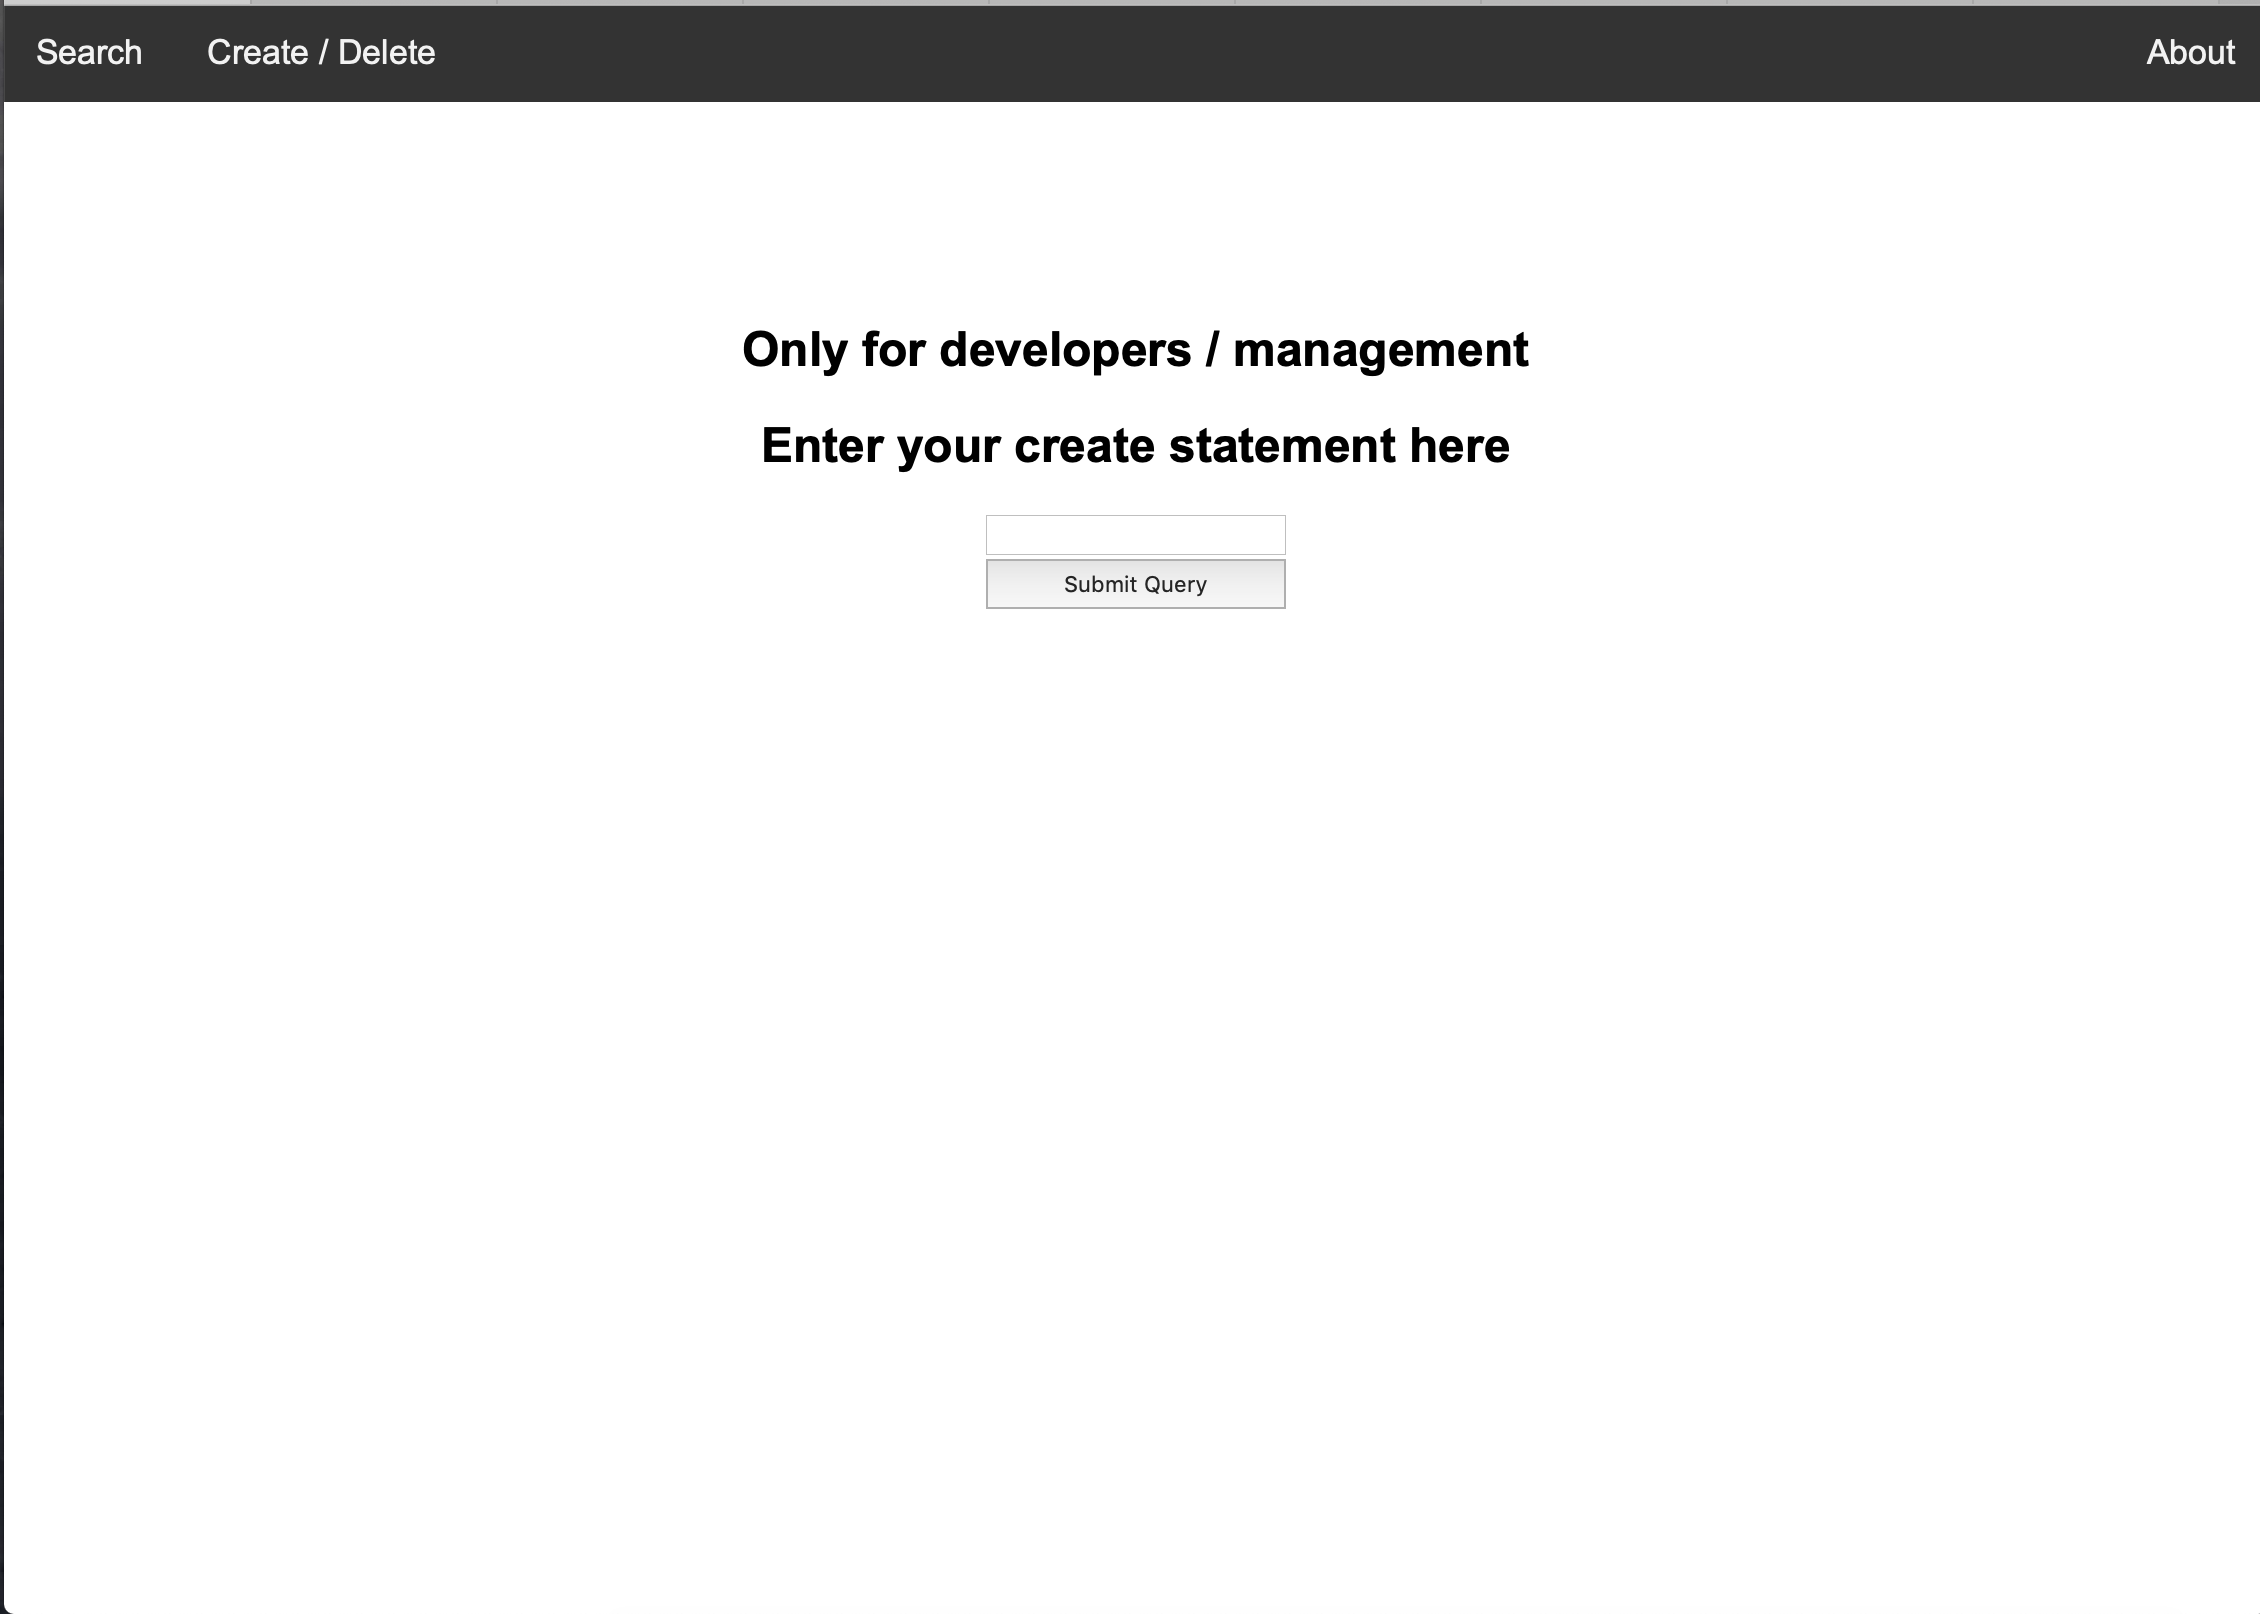 Search Create / Delete About
Only for developers / management
Enter your create statement here
Submit Query